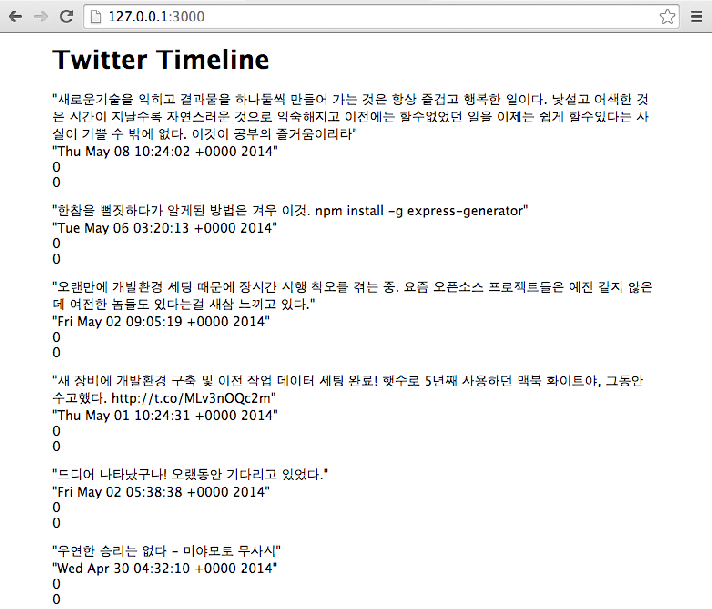 127.0.0.1:3000
Twitter Timeline
"새로운기술을 익히고 결과물을 하나둘씩 만들어 가는 것은 항상 즐겁고 행복한 일이다. 낯설고 어색한 것
은 시간이 지날수록 자연스러운 것으로 익숙해지고 이전에는 할수없었던 일을 이제는 쉽게 할수있다는 사
실이 기쁠 수 밖에 없다. 이것이 공부의 즐거움이리라"
"Thu May 08 10:24:02 +0000 2014"
0
0
"한참을 뻘짓하다가 알게된 방법은 겨우 이것. npm install -g express-generator"
"Tue May 06 03:20:13 +0000 2014"
0
0
"오랜만에 개발환경 세팅 때문에 장시간 시행 착오를 겪는 중. 요즘 오픈소스 프로젝트들은 예전 같지 않은
데 여전한 놈들도 있다는걸 새삼 느끼고 있다."
"Fri May 02 09:05:19 +0000 2014"
0
0
"새 장비에 개발환경 구축 및 이전 작업 데이터 세팅 완료! 햇수로 5년째 사용하던 맥북 화이트야, 그동안
수고했다. http://t.co/MLv3nOQc2m"
"Thu May 01 10:24:31 +0000 2014"
0
0
"드디어 나타났구나! 오랬동안 기다리고 있었다."
"Fri May 02 05:38:38 +0000 2014"
0
0
"우연한 승리는 없다 - 미야모토 무사시"
"Wed Apr 30 04:32:10 +0000 2014"
0
0